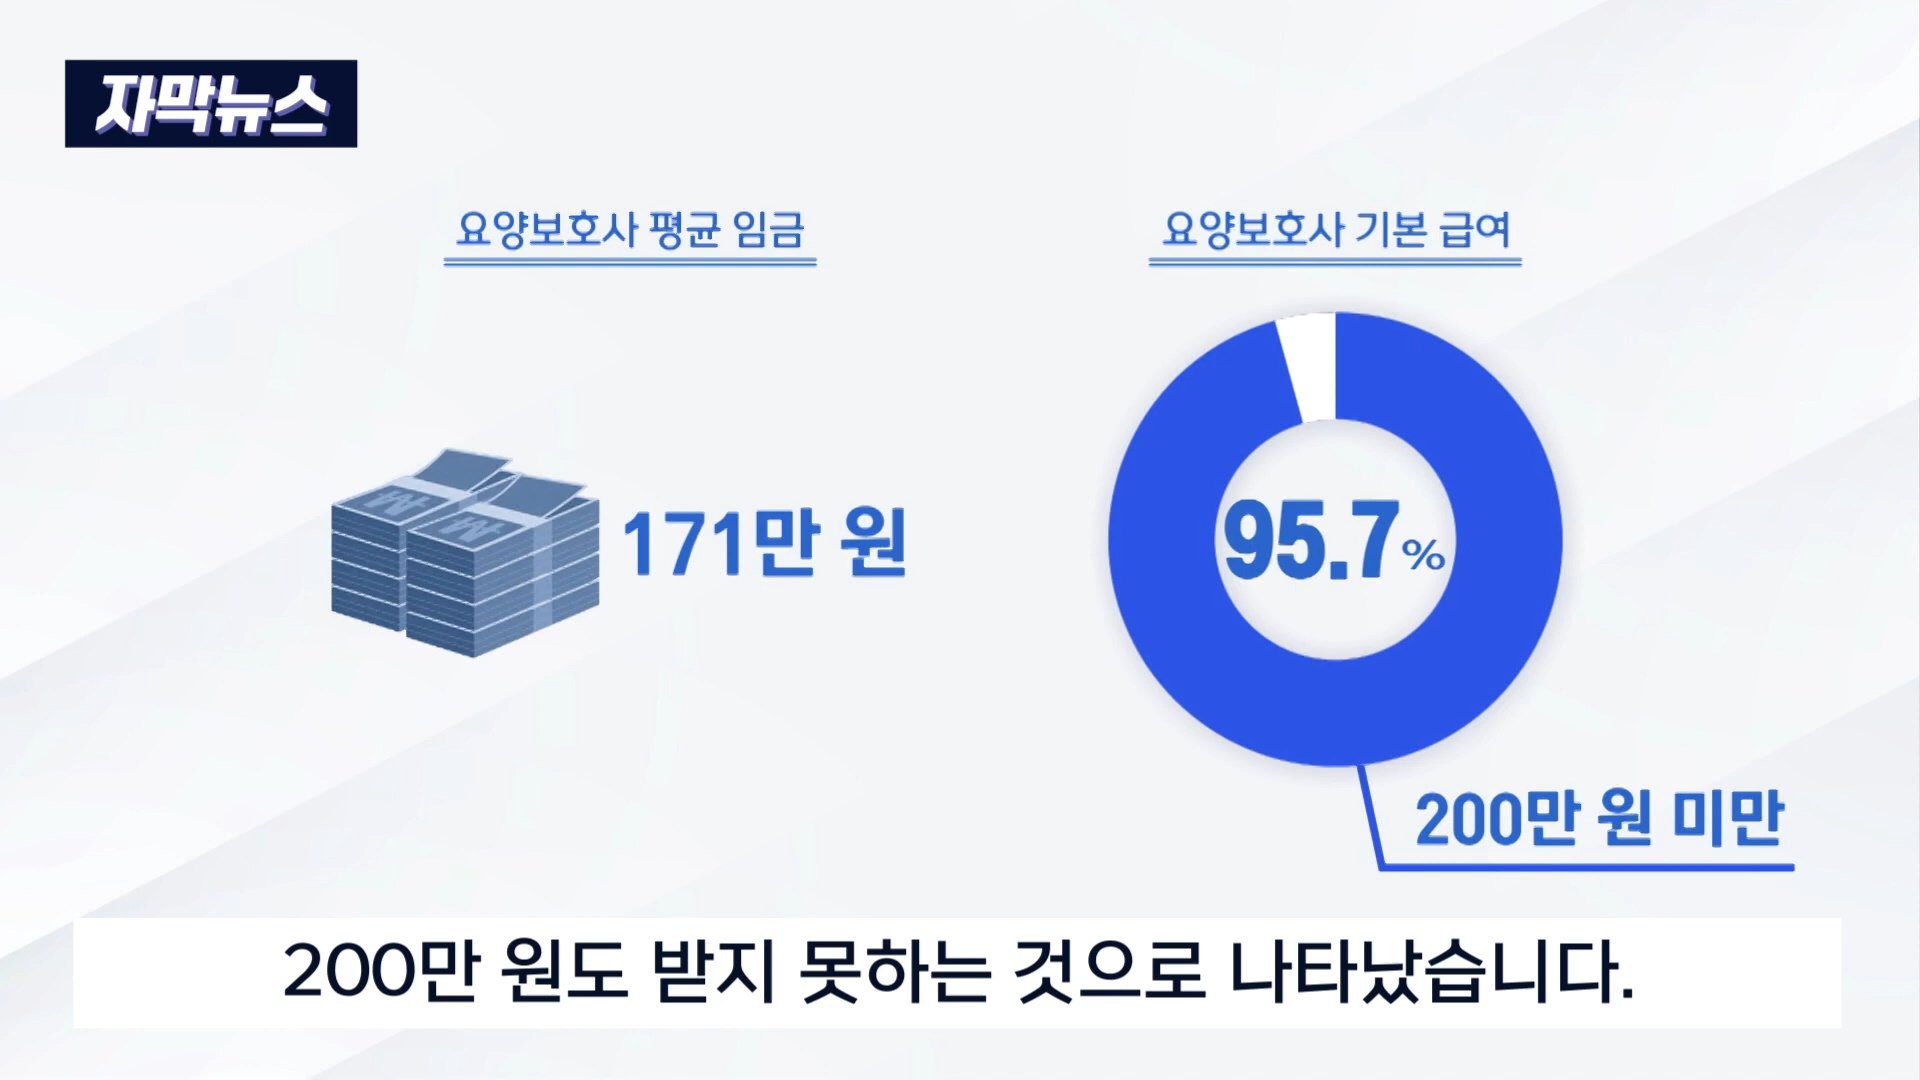 자막뉴스
요양보호사 평균 임금
171만 원
요양보호사 기본 급여
95.7%
200만 원 미만
200만 원도 받지 못하는 것으로 나타났습니다.